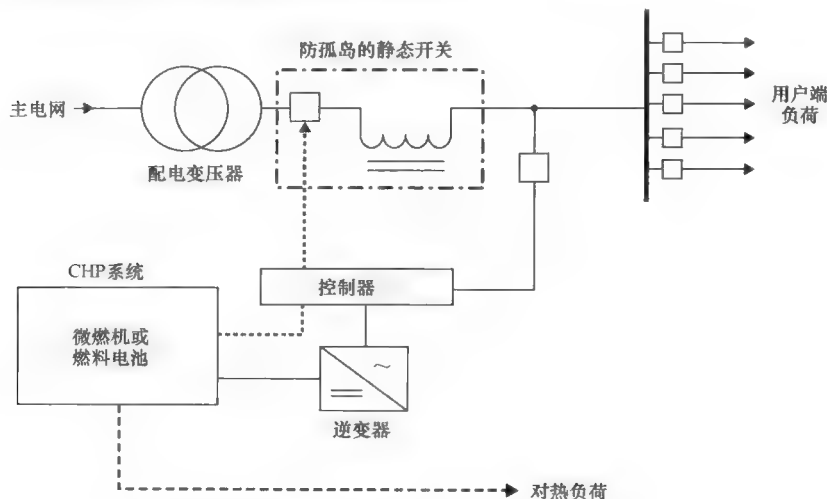 防孤岛的静态开关
主电网
配电变压器
用户端
负荷
CHP系统
控制器
微燃机或
燃料电池
~
逆变器
对热负荷